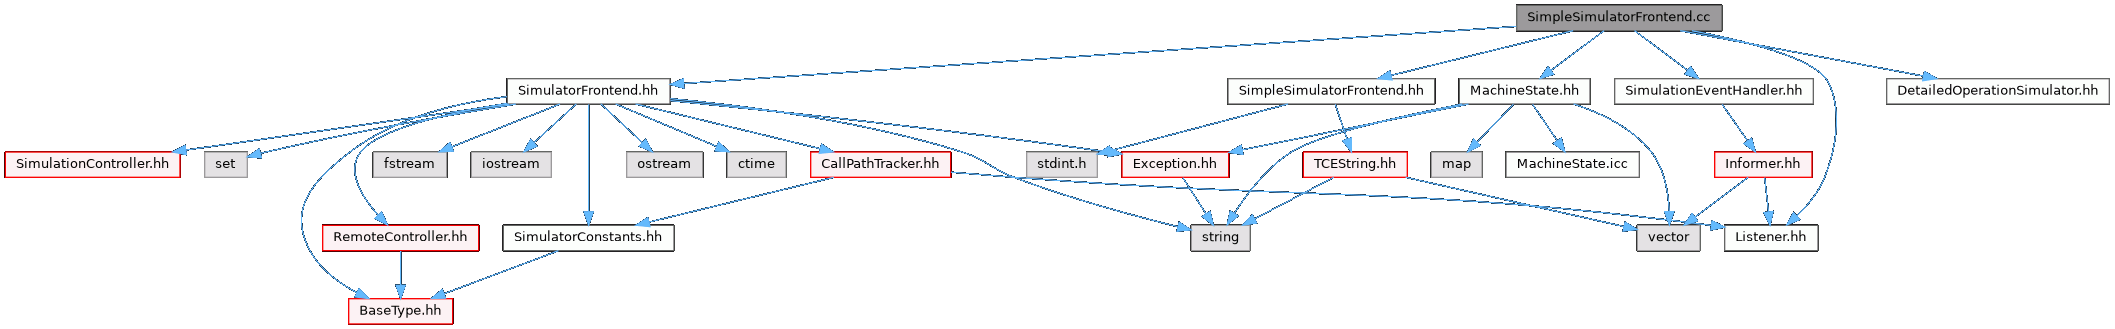 SimpleSimulatorFrontend.cc
SimulatorFrontend.hh
SimpleSimulatorFrontend.hh
MachineState.hh
SimulationEventHandler.hh
DetailedOperationSimulator.hh
SimulationController.hh
set
fstream
iostream
ostream
ctime
CallPathTracker.hh
stdint.h
Exception.hh
TCEString.hh
map
MachineState.icc
Informer.hh
RemoteController.hh
SimulatorConstants.hh
string
vector
Listener.hh
BaseType.hh